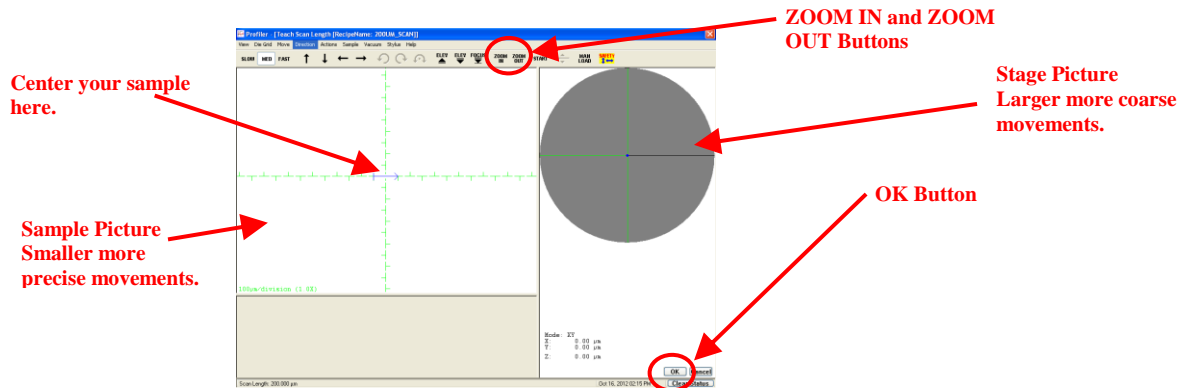 ZOOM IN and ZOOM
OUT Buttons
Profiler - [Teach Scan Length (RecipeName: 200UM_SCAN)]
View Die Grid Move Direction Actions Sample Vacuum Stylus Help
SLOW MED FAST ELEV ELEV FOCUS ZOOM IN ZOOM OUT START MAN LOAD SAFETY
Center your sample
here.
Stage Picture
Larger more coarse
movements.
OK Button
Sample Picture
Smaller more
precise movements.
Mode: XY
X: 0.00 µm
Y: 0.00 µm
Z: 0.00 µm
OK Cancel
Scan Length: 200.000 µm
Oct 16, 2012 02:15 PM
Clear Status